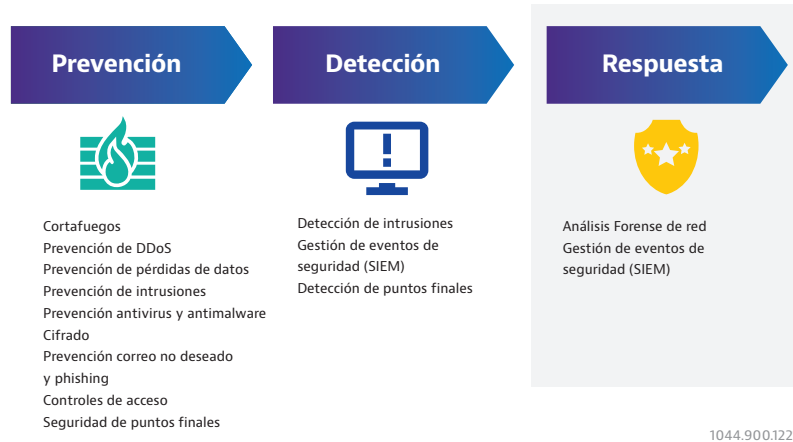 Prevención
Detección
Respuesta
Cortafuegos
Prevención de DDoS
Prevención de pérdidas de datos
Prevención de intrusiones
Prevención antivirus y antimalware
Cifrado
Prevención correo no deseado
y phishing
Controles de acceso
Seguridad de puntos finales
Detección de intrusiones
Gestión de eventos de
seguridad (SIEM)
Detección de puntos finales
Análisis Forense de red
Gestión de eventos de
seguridad (SIEM)
1044.900.122